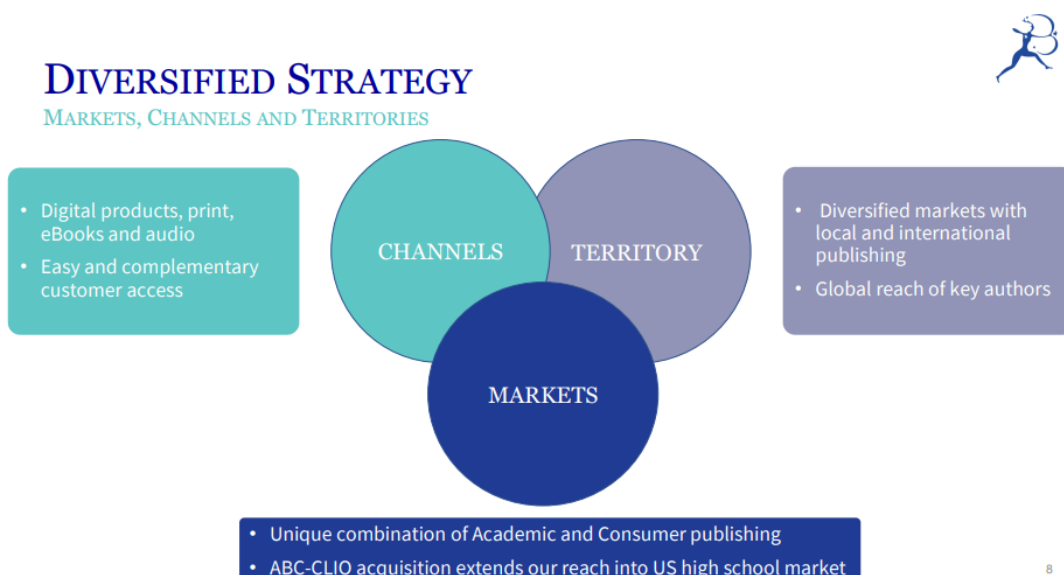 DIVERSIFIED STRATEGY
MARKETS, CHANNELS AND TERRITORIES
• Digital products, print,
eBooks and audio
• Easy and complementary
customer access
CHANNELS
TERRITORY
MARKETS
• Diversified markets with
local and international
publishing
• Global reach of key authors
• Unique combination of Academic and Consumer publishing
• ABC-CLIO acquisition extends our reach into US high school market
8